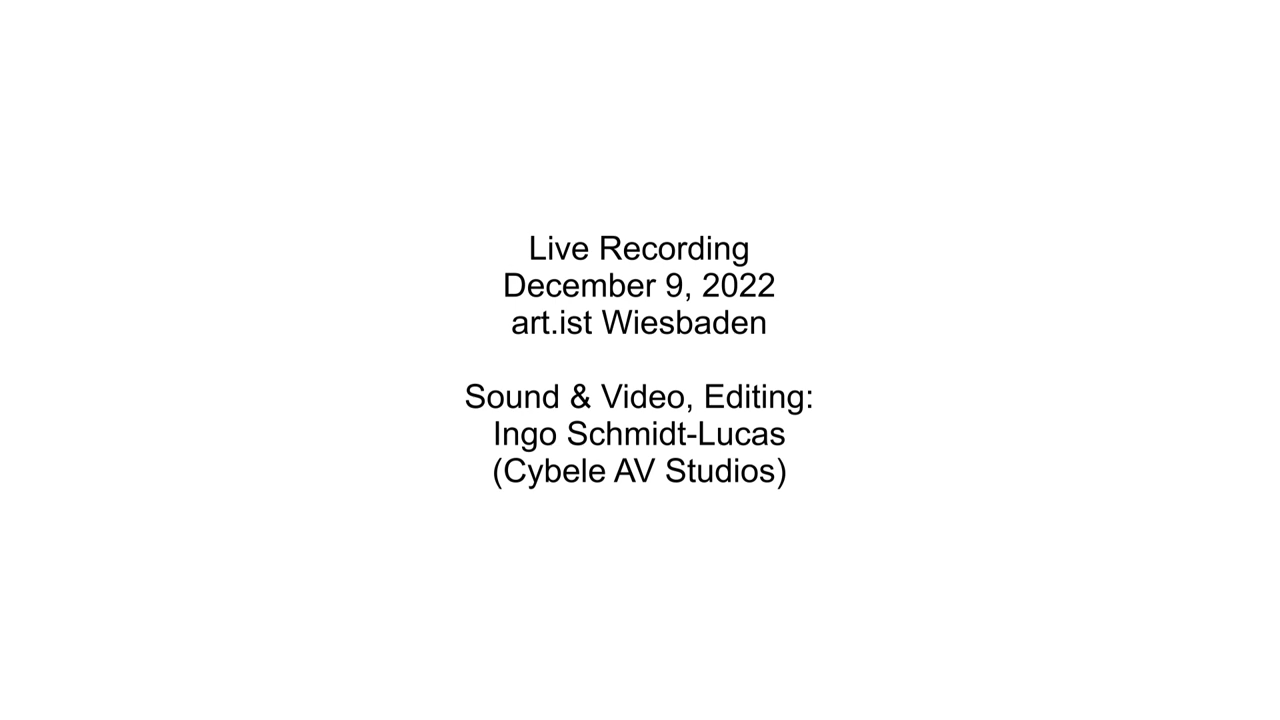 Live Recording
December 9, 2022
art.ist Wiesbaden
Sound & Video, Editing:
Ingo Schmidt-Lucas
(Cybele AV Studios)